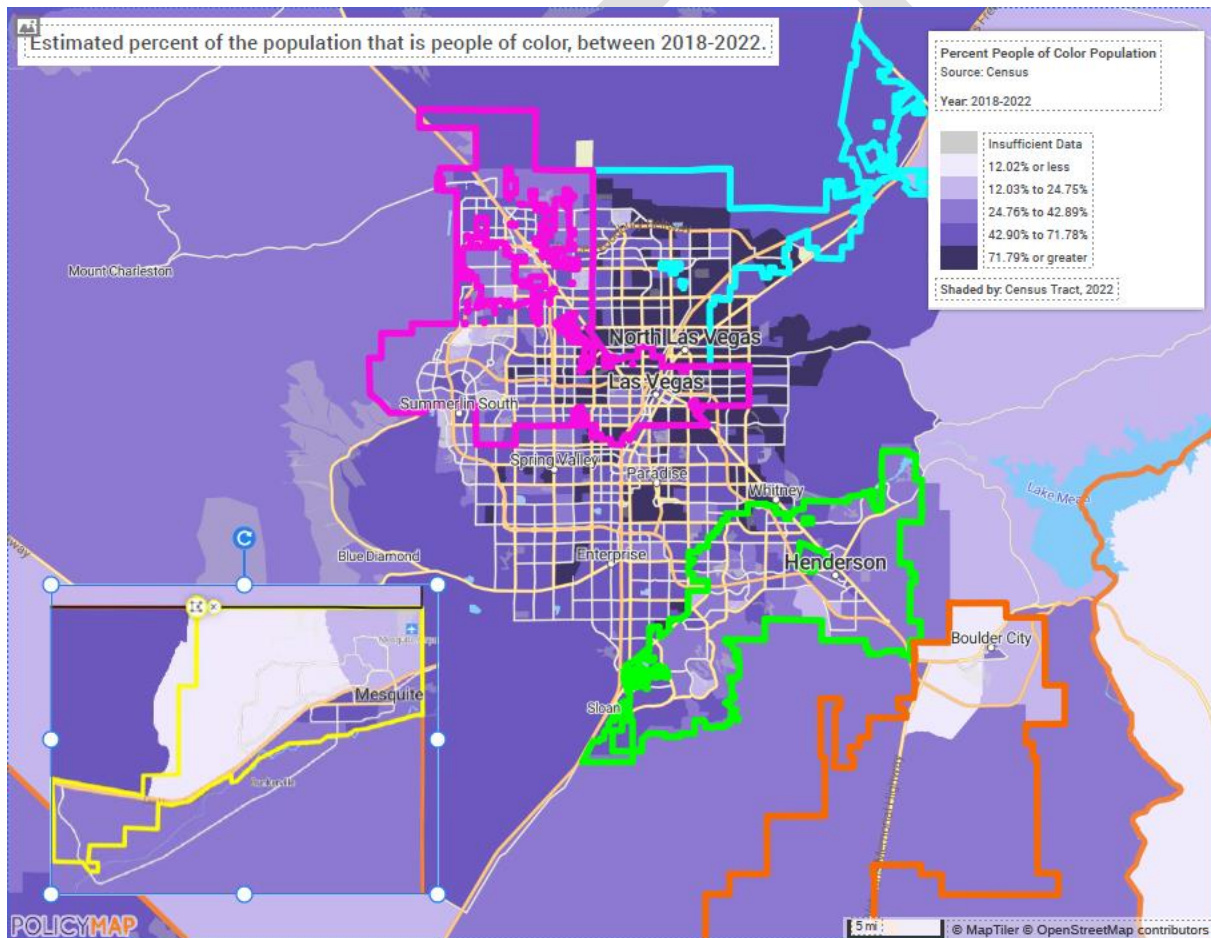 Estimated percent of the population that is people of color, between 2018-2022.
Percent People of Color Population
Source: Census
Year: 2018-2022
Insufficient Data
12.02% or less
12.03% to 24.75%
24.76% to 42.89%
42.90% to 71.78%
71.79% or greater
Shaded by: Census Tract, 2022
Mount Charleston
North Las Vegas
Las Vegas
Summerlin South
Spring Valley
Paradise
Whitney
Lake Mead
Blue Diamond
Enterprise
Henderson
Boulder City
Mesquite
Sloan
Bunkerville
POLICYMAP
5 mi
© MapTiler © OpenStreetMap contributors